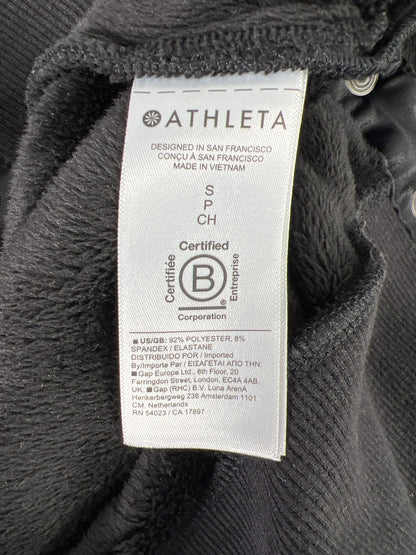 ATHLETA
DESIGNED IN SAN FRANCISCO
CONÇU À SAN FRANCISCO
MADE IN VIETNAM
S
P
CH
Certified
Certifiée
B
Entreprise
Corporation
US/GB: 92% POLYESTER, 8%
SPANDEX / ELASTANE
DISTRIBUIDO POR / Imported
By/Importe Par / ΕΙΣΑΓΕΤΑΙ ΑΠΟ ΤΗΝ:
Gap Europe Ltd., 6th Floor, 20
Farringdon Street, London, EC4A 4AB,
UK; Gap (RHC) B.V. Luna ArenA
Herikerbergweg 238 Amsterdam 1101
CM, Netherlands
RN 54023 / CA 17897